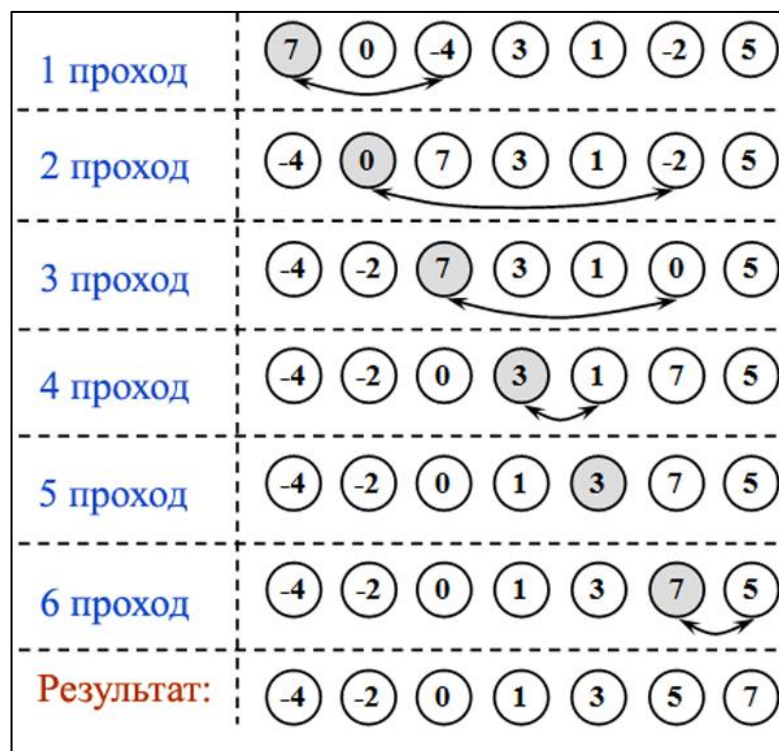 1 проход 7 0 -4 3 1 -2 5
2 проход -4 0 7 3 1 -2 5
3 проход -4 -2 7 3 1 0 5
4 проход -4 -2 0 3 1 7 5
5 проход -4 -2 0 1 3 7 5
6 проход -4 -2 0 1 3 7 5
Результат: -4 -2 0 1 3 5 7